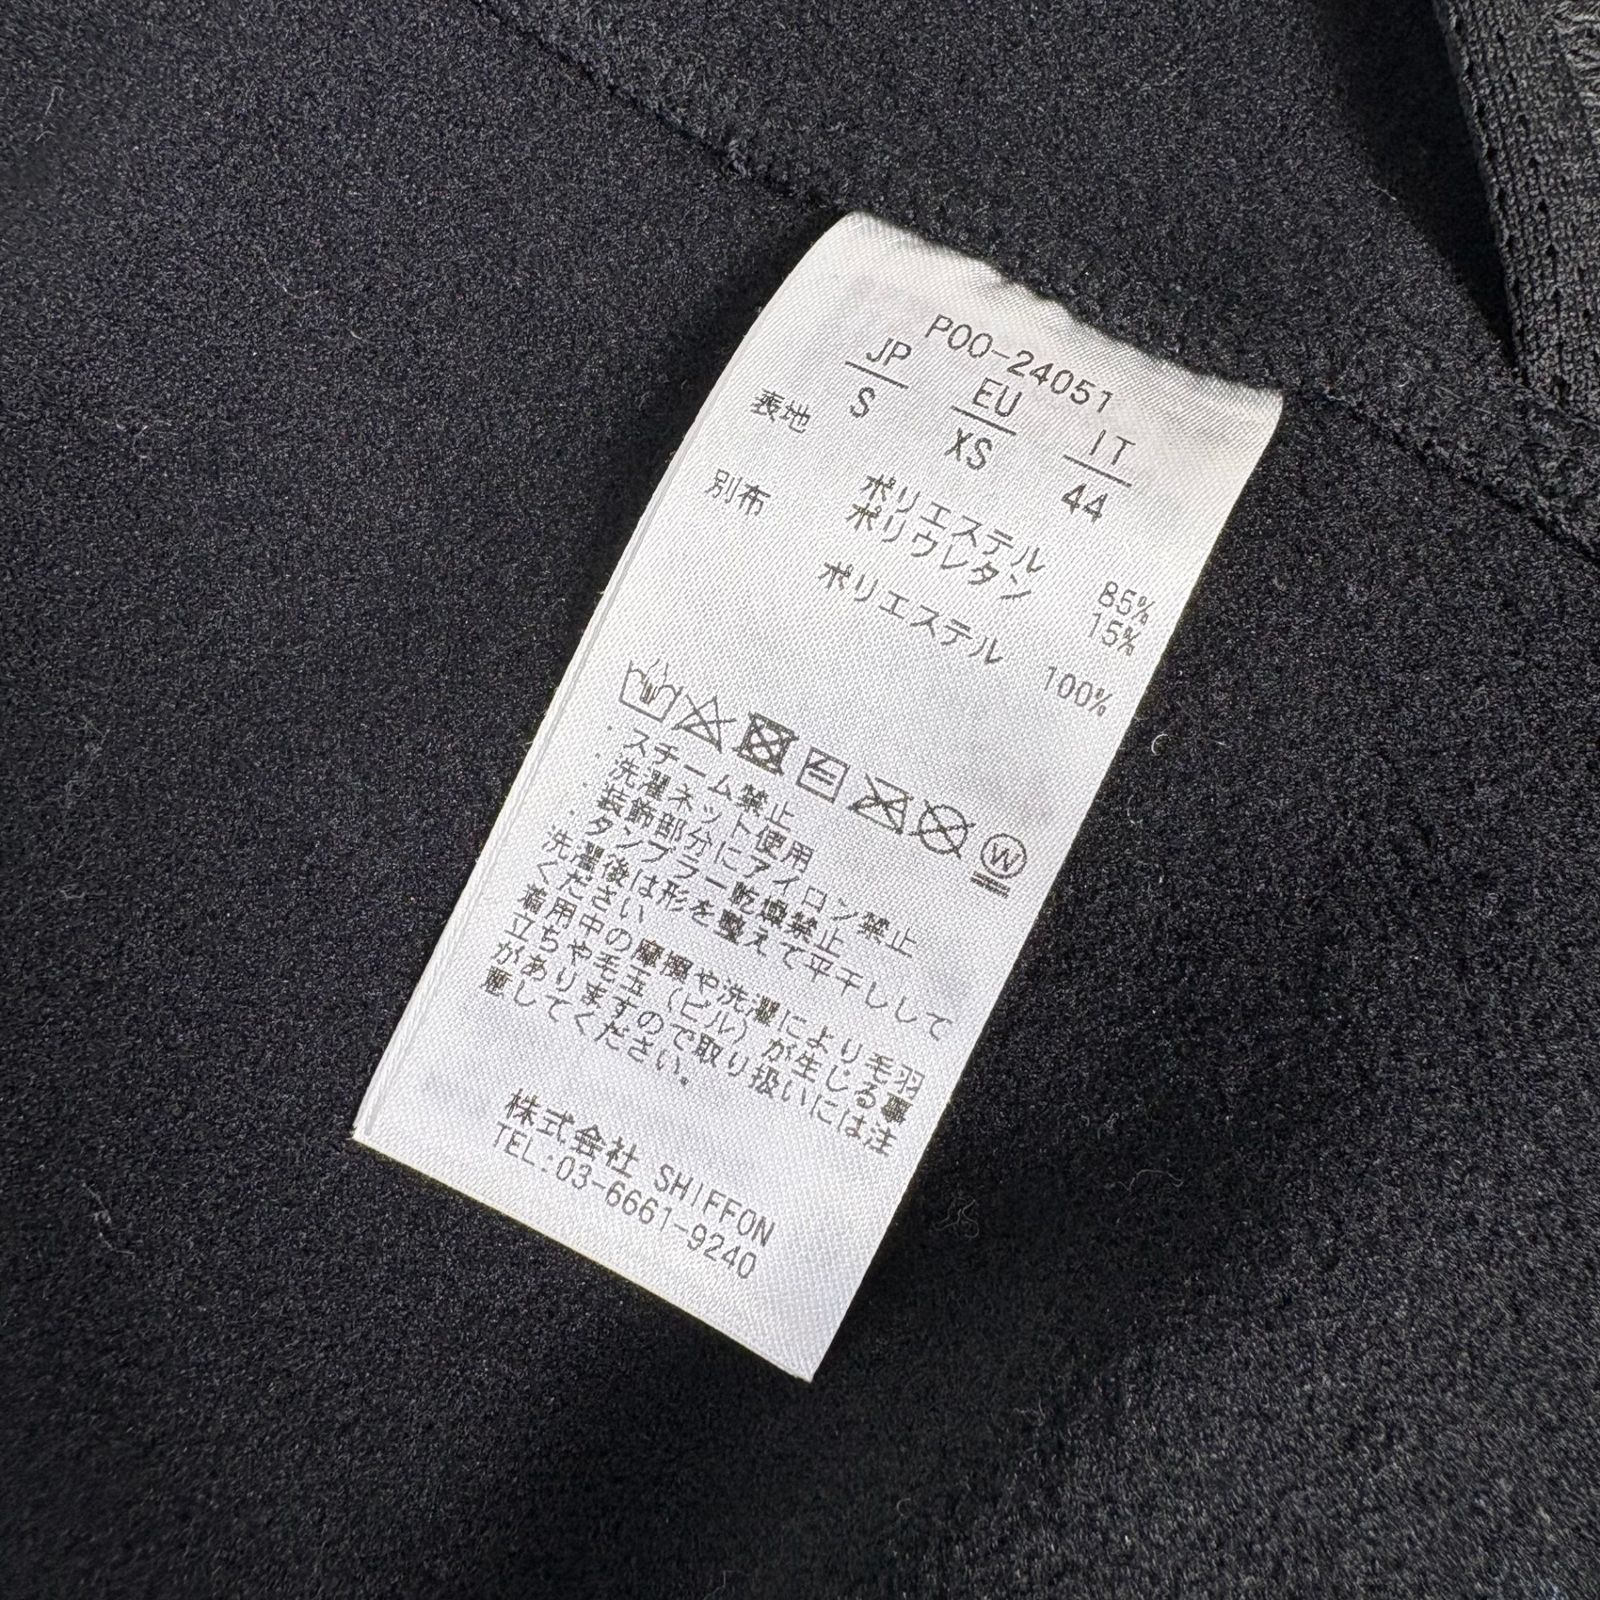 P00-24051
JP EU IT
S XS 44
表地
ポリエステル 85%
ポリウレタン 15%
別布
ポリエステル 100%
W
・スチーム禁止
・洗濯ネット使用
・装飾部分にアイロン禁止
・タンブラー乾燥禁止
洗濯後は形を整えて平干しして
ください
着用中の摩擦や洗濯により毛羽
立ちや毛玉(ピル)が生じる事
がありますので取り扱いには注
意してください。
株式会社 SHIFFON
TEL:03-6661-9240